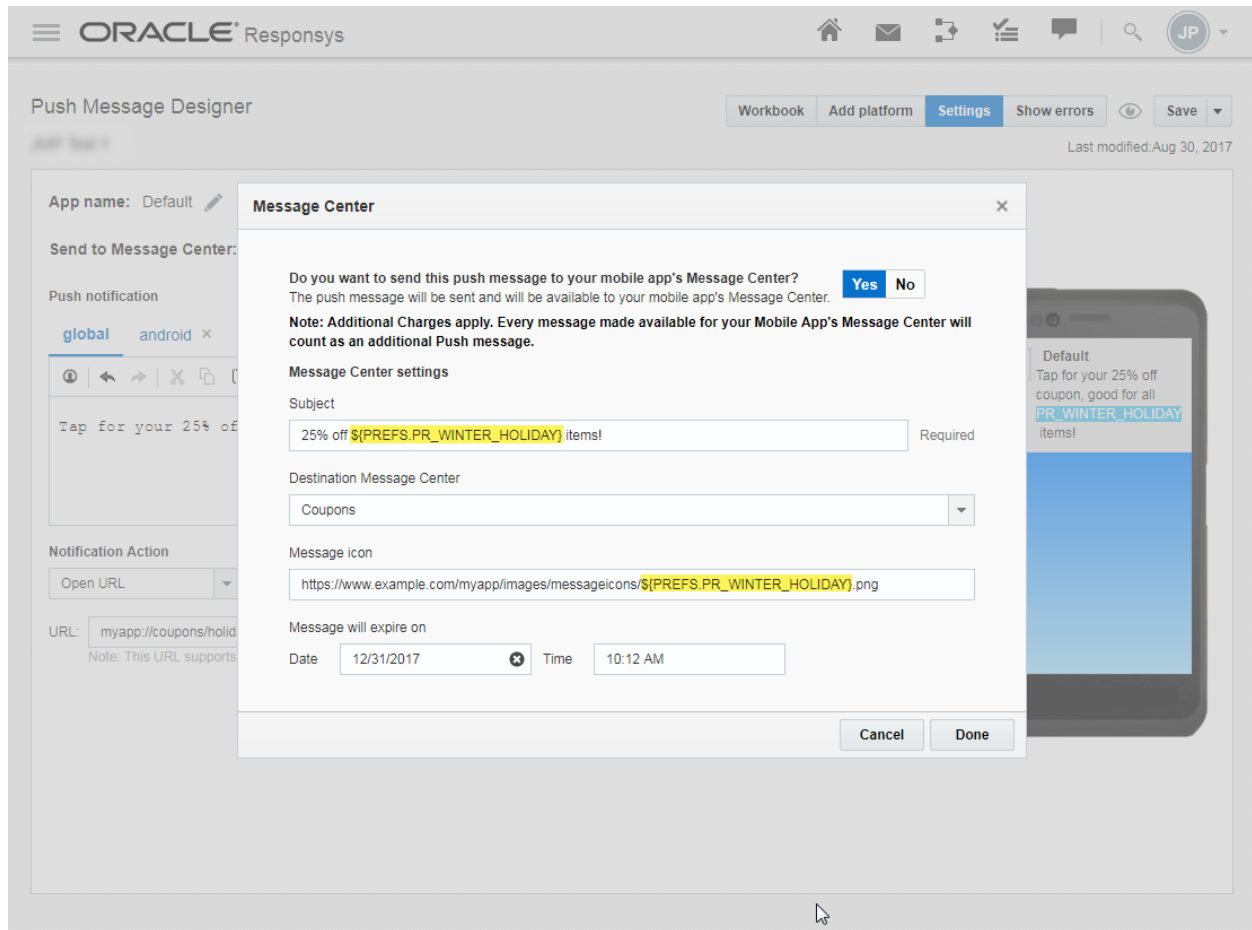 ORACLE Responsys
JP
Push Message Designer
Workbook Add platform Settings Show errors Save
Last modified:Aug 30, 2017
App name: Default
Send to Message Center:
Push notification
global android ×
Tap for your 25% of
Notification Action
Open URL
URL: myapp://coupons/holid
Note: This URL supports
Message Center ×
Do you want to send this push message to your mobile app's Message Center? Yes No
The push message will be sent and will be available to your mobile app's Message Center.
Note: Additional Charges apply. Every message made available for your Mobile App's Message Center will
count as an additional Push message.
Message Center settings
Subject
25% off ${PREFS.PR_WINTER_HOLIDAY} items! Required
Destination Message Center
Coupons
Message icon
https://www.example.com/myapp/images/messageicons/${PREFS.PR_WINTER_HOLIDAY}.png
Message will expire on
Date 12/31/2017 Time 10:12 AM
Cancel Done
Default
Tap for your 25% off
coupon, good for all
PR_WINTER_HOLIDAY
items!